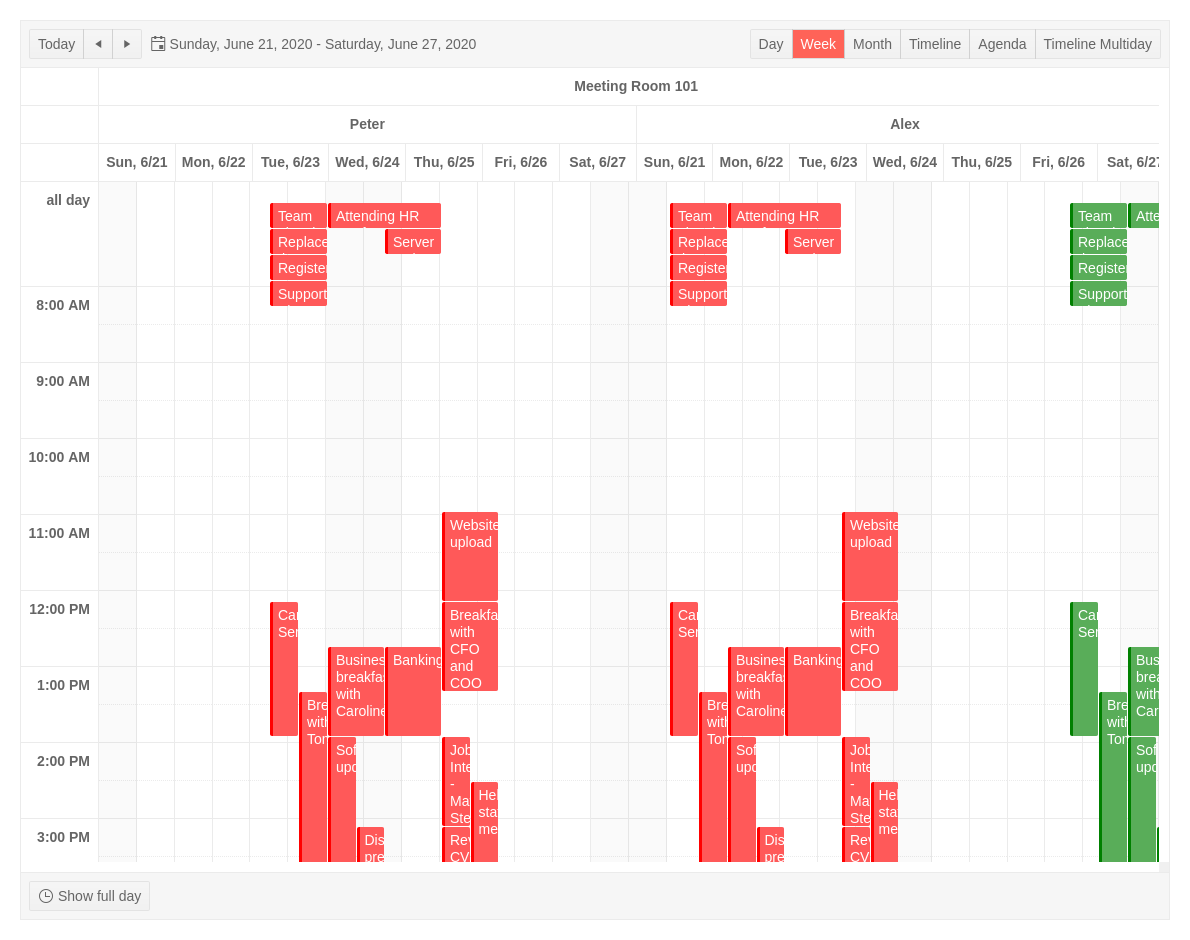 Today
Sunday, June 21, 2020 - Saturday, June 27, 2020
Day Week Month Timeline Agenda Timeline Multiday
Meeting Room 101
Peter Alex
Sun, 6/21 Mon, 6/22 Tue, 6/23 Wed, 6/24 Thu, 6/25 Fri, 6/26 Sat, 6/27 Sun, 6/21 Mon, 6/22 Tue, 6/23 Wed, 6/24 Thu, 6/25 Fri, 6/26 Sat, 6/27
all day
Team Attending HR Team Attending HR Team Atte
Replace Server Replace Server Replace
Register Register Register
Support Support Support
8:00 AM
9:00 AM
10:00 AM
11:00 AM
Website
upload
Website
upload
12:00 PM
Car
Ser
Breakfa
with
CFO
and
COO
Car
Ser
Breakfa
with
CFO
and
COO
Car
Ser
Busines
breakfa
with
Caroline
Banking
Busines
breakfa
with
Caroline
Banking
Bus
brea
with
Car
1:00 PM
Bre
with
Tom
Bre
with
Tom
Bre
with
Tom
2:00 PM
Sof
upd
Job
Inte
-
Ma
Ste
Sof
upd
Job
Inte
-
Ma
Ste
Sof
upd
Hel
sta
me
Hel
sta
me
3:00 PM
Dis
pre
Rev
CV
Dis
pre
Rev
CV
Show full day